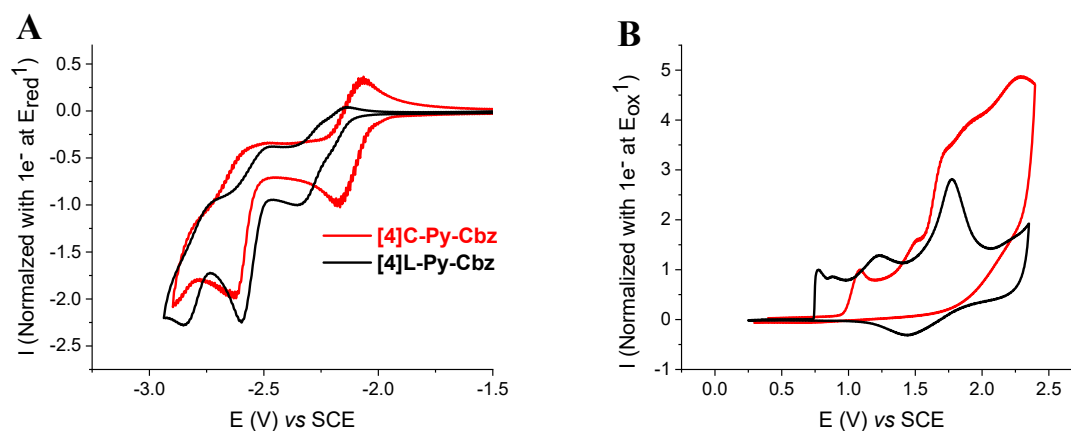 A
I (Normalzed with 1e⁻ at E_red¹)
0.5
0.0
-0.5
-1.0
-1.5
-2.0
-2.5
[4]C-Py-Cbz
[4]L-Py-Cbz
-3.0 -2.5 -2.0 -1.5
E (V) vs SCE
B
I (Normalized with 1e⁻ at E_ox¹)
5
4
3
2
1
0
-1
0.0 0.5 1.0 1.5 2.0 2.5
E (V) vs SCE